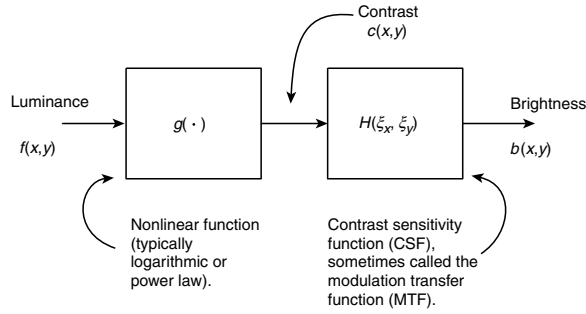 Contrast
c(x,y)
Luminance
f(x,y)
g( · )
H(ξx, ξy)
Brightness
b(x,y)
Nonlinear function
(typically
logarithmic or
power law).
Contrast sensitivity
function (CSF),
sometimes called the
modulation transfer
function (MTF).